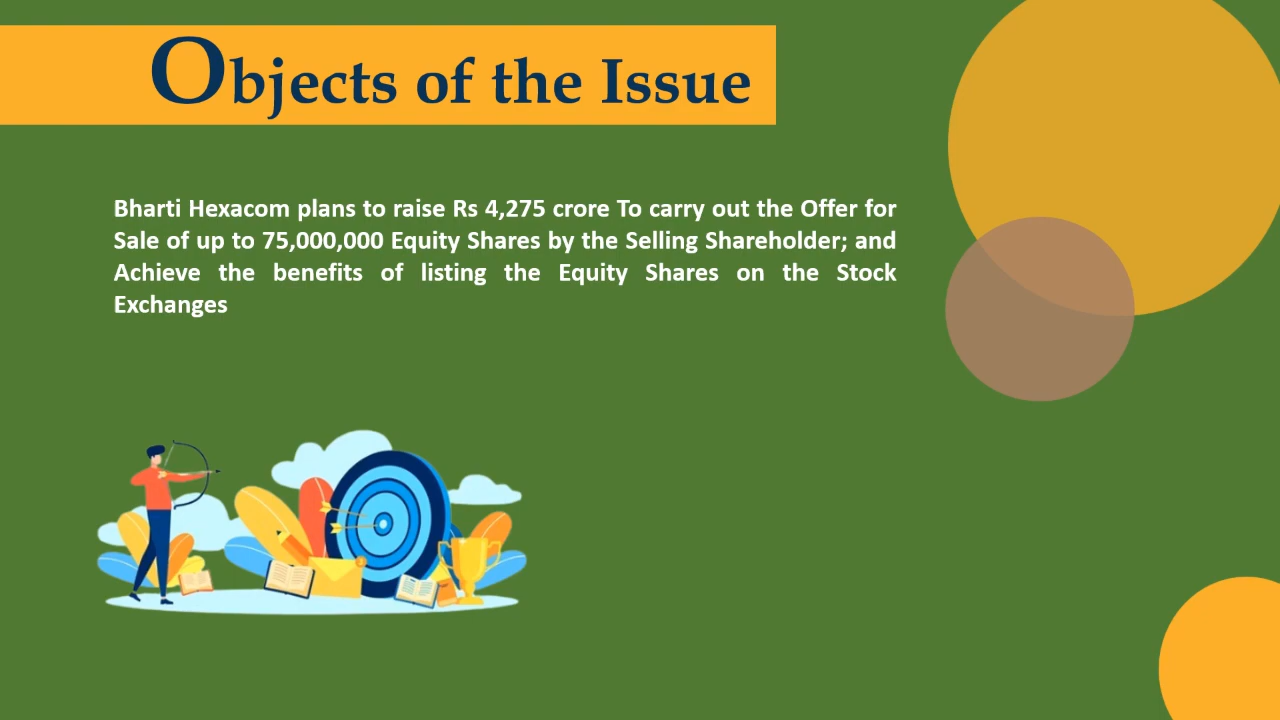 Objects of the Issue
Bharti Hexacom plans to raise Rs 4,275 crore To carry out the Offer for
Sale of up to 75,000,000 Equity Shares by the Selling Shareholder; and
Achieve the benefits of listing the Equity Shares on the Stock
Exchanges